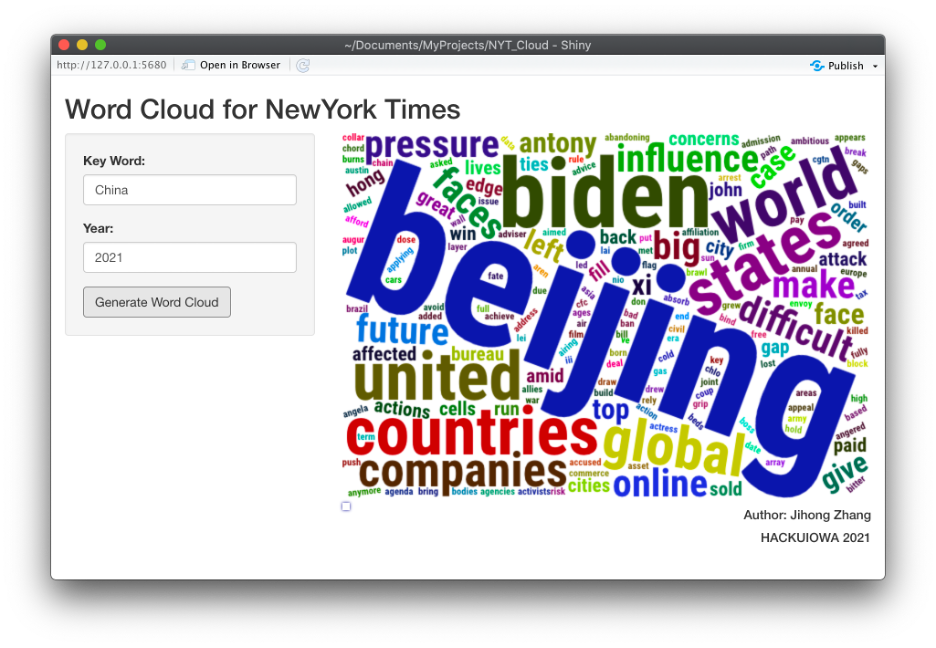 ~/Documents/MyProjects/NYT_Cloud - Shiny
http://127.0.0.1:5680 Open in Browser Publish
Word Cloud for NewYork Times
Key Word:
China
Year:
2021
Generate Word Cloud
collar
pressure
data
antony
abandoning
concerns
admission
ambitious
appears
chord
burns
chain
asked
lives
ties
rule
advice
influence
path
case
cgtn
break
gaps
austin
hong
faces
edge
issue
biden
arrest
john
world
built
order
allowed
great
wall
afford
win
adviser
aimed
left
back
put
affiliation
pay
states
augur
plot
dose
applying
cars
layer
aren
lai
met
big
city
firm
sun
brawl
agreed
attack
annual
europe
tax
beijing
fate
led
fill
nio
flag
xi
asia
absorb
make
envoy
brazil
avoid
added
full
achieve
due
address
cfc
ages
air
film
don
bad
ban
bill
end
civil
era
grew
bind
free
difficult
face
killed
fully
block
future
lei
airing
iii
ve
born
deal
cold
gas
key
chlo
joint
gap
lost
affected
bureau
united
amid
allies
war
draw
build
drew
rely
coup
grip
areas
appeal
army
hold
high
based
angela
actions
cells
run
top
action
actress
beds
boss
date
angered
paid
countries
term
global
array
push
companies
accused
commerce
cities
asset
online
sold
give
bitter
anymore
agenda
bring
bodies
agencies
activists
risk
Author: Jihong Zhang
HACKUIOWA 2021